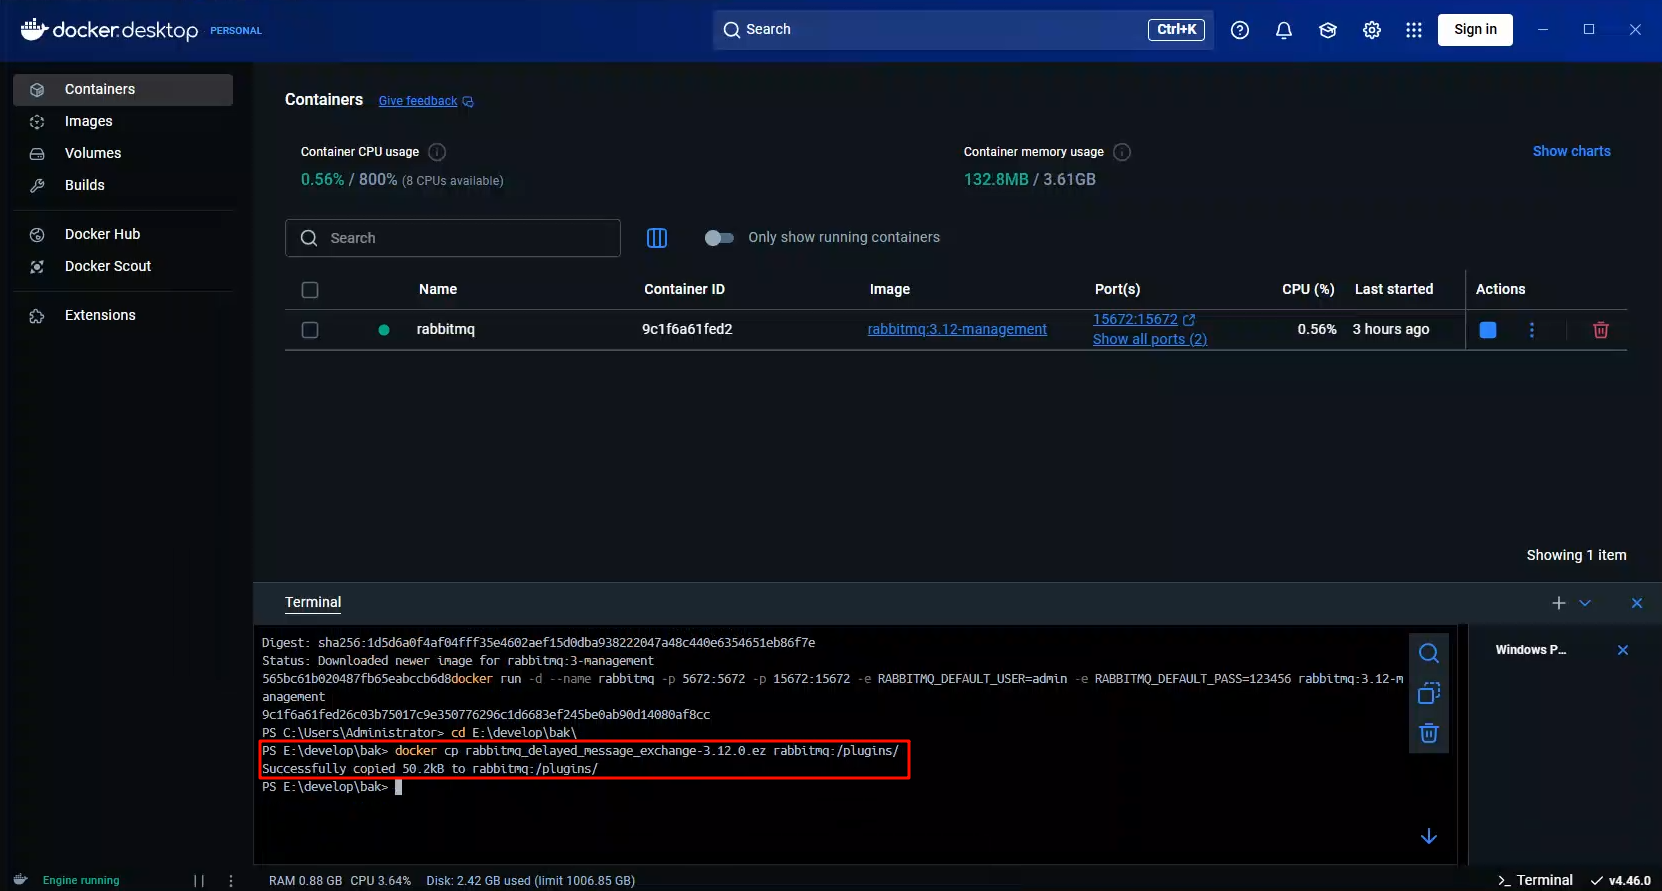 docker.desktop PERSONAL
Search Ctrl+K
Sign in
Containers
Images
Volumes
Builds
Docker Hub
Docker Scout
Extensions
Containers Give feedback
Container CPU usage
0.56% / 800% (8 CPUs available)
Container memory usage
132.8MB / 3.61GB
Show charts
Search
Only show running containers
Name Container ID Image Port(s) CPU (%) Last started Actions
rabbitmq 9c1f6a61fed2 rabbitmq:3.12-management 15672:15672 0.56% 3 hours ago
Show all ports (2)
Showing 1 item
Terminal
Digest: sha256:1d5d6a0f4af04fff35e4602aef15d0dba938222047a48c440e6354651eb86f7e
Status: Downloaded newer image for rabbitmq:3-management
565bc61b020487fb65eabccb6d8docker run -d --name rabbitmq -p 5672:5672 -p 15672:15672 -e RABBITMQ_DEFAULT_USER=admin -e RABBITMQ_DEFAULT_PASS=123456 rabbitmq:3.12-m
anagement
9c1f6a61fed26c03b75017c9e350776296c1d6683ef245be0ab90d14080af8cc
PS C:\Users\Administrator> cd E:\develop\bak\
PS E:\develop\bak> docker cp rabbitmq_delayed_message_exchange-3.12.0.ez rabbitmq:/plugins/
Successfully copied 50.2kB to rabbitmq:/plugins/
PS E:\develop\bak>
Windows P...
Engine running
RAM 0.88 GB CPU 3.64% Disk: 2.42 GB used (limit 1006.85 GB)
>_ Terminal v4.46.0